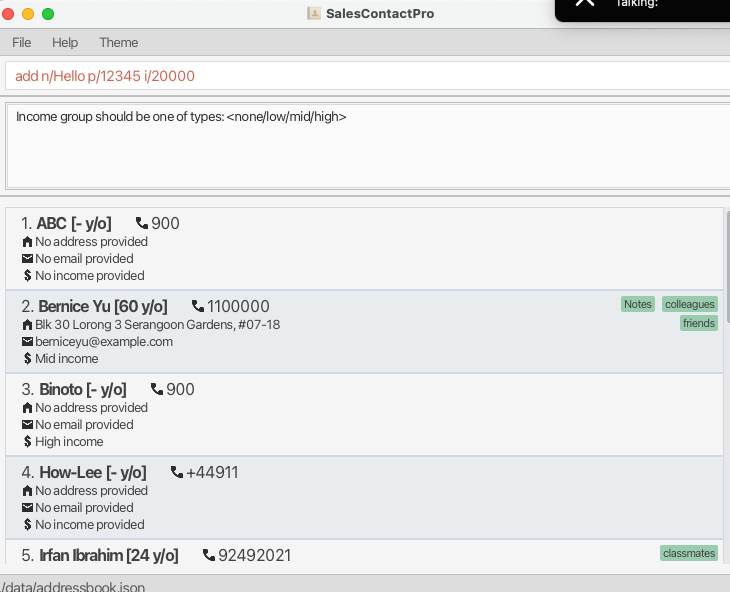 SalesContactPro
Talking:
File Help Theme
add n/Hello p/12345 i/20000
Income group should be one of types: <none/low/mid/high>
1. ABC [- y/o] 900
No address provided
No email provided
$ No income provided
2. Bernice Yu [60 y/o] 1100000 Notes colleagues
Blk 30 Lorong 3 Serangoon Gardens, #07-18 friends
berniceyu@example.com
$ Mid income
3. Binoto [- y/o] 900
No address provided
No email provided
$ High income
4. How-Lee [- y/o] +44911
No address provided
No email provided
$ No income provided
5. Irfan Ibrahim [24 y/o] 92492021 classmates
/data/addressbook.json